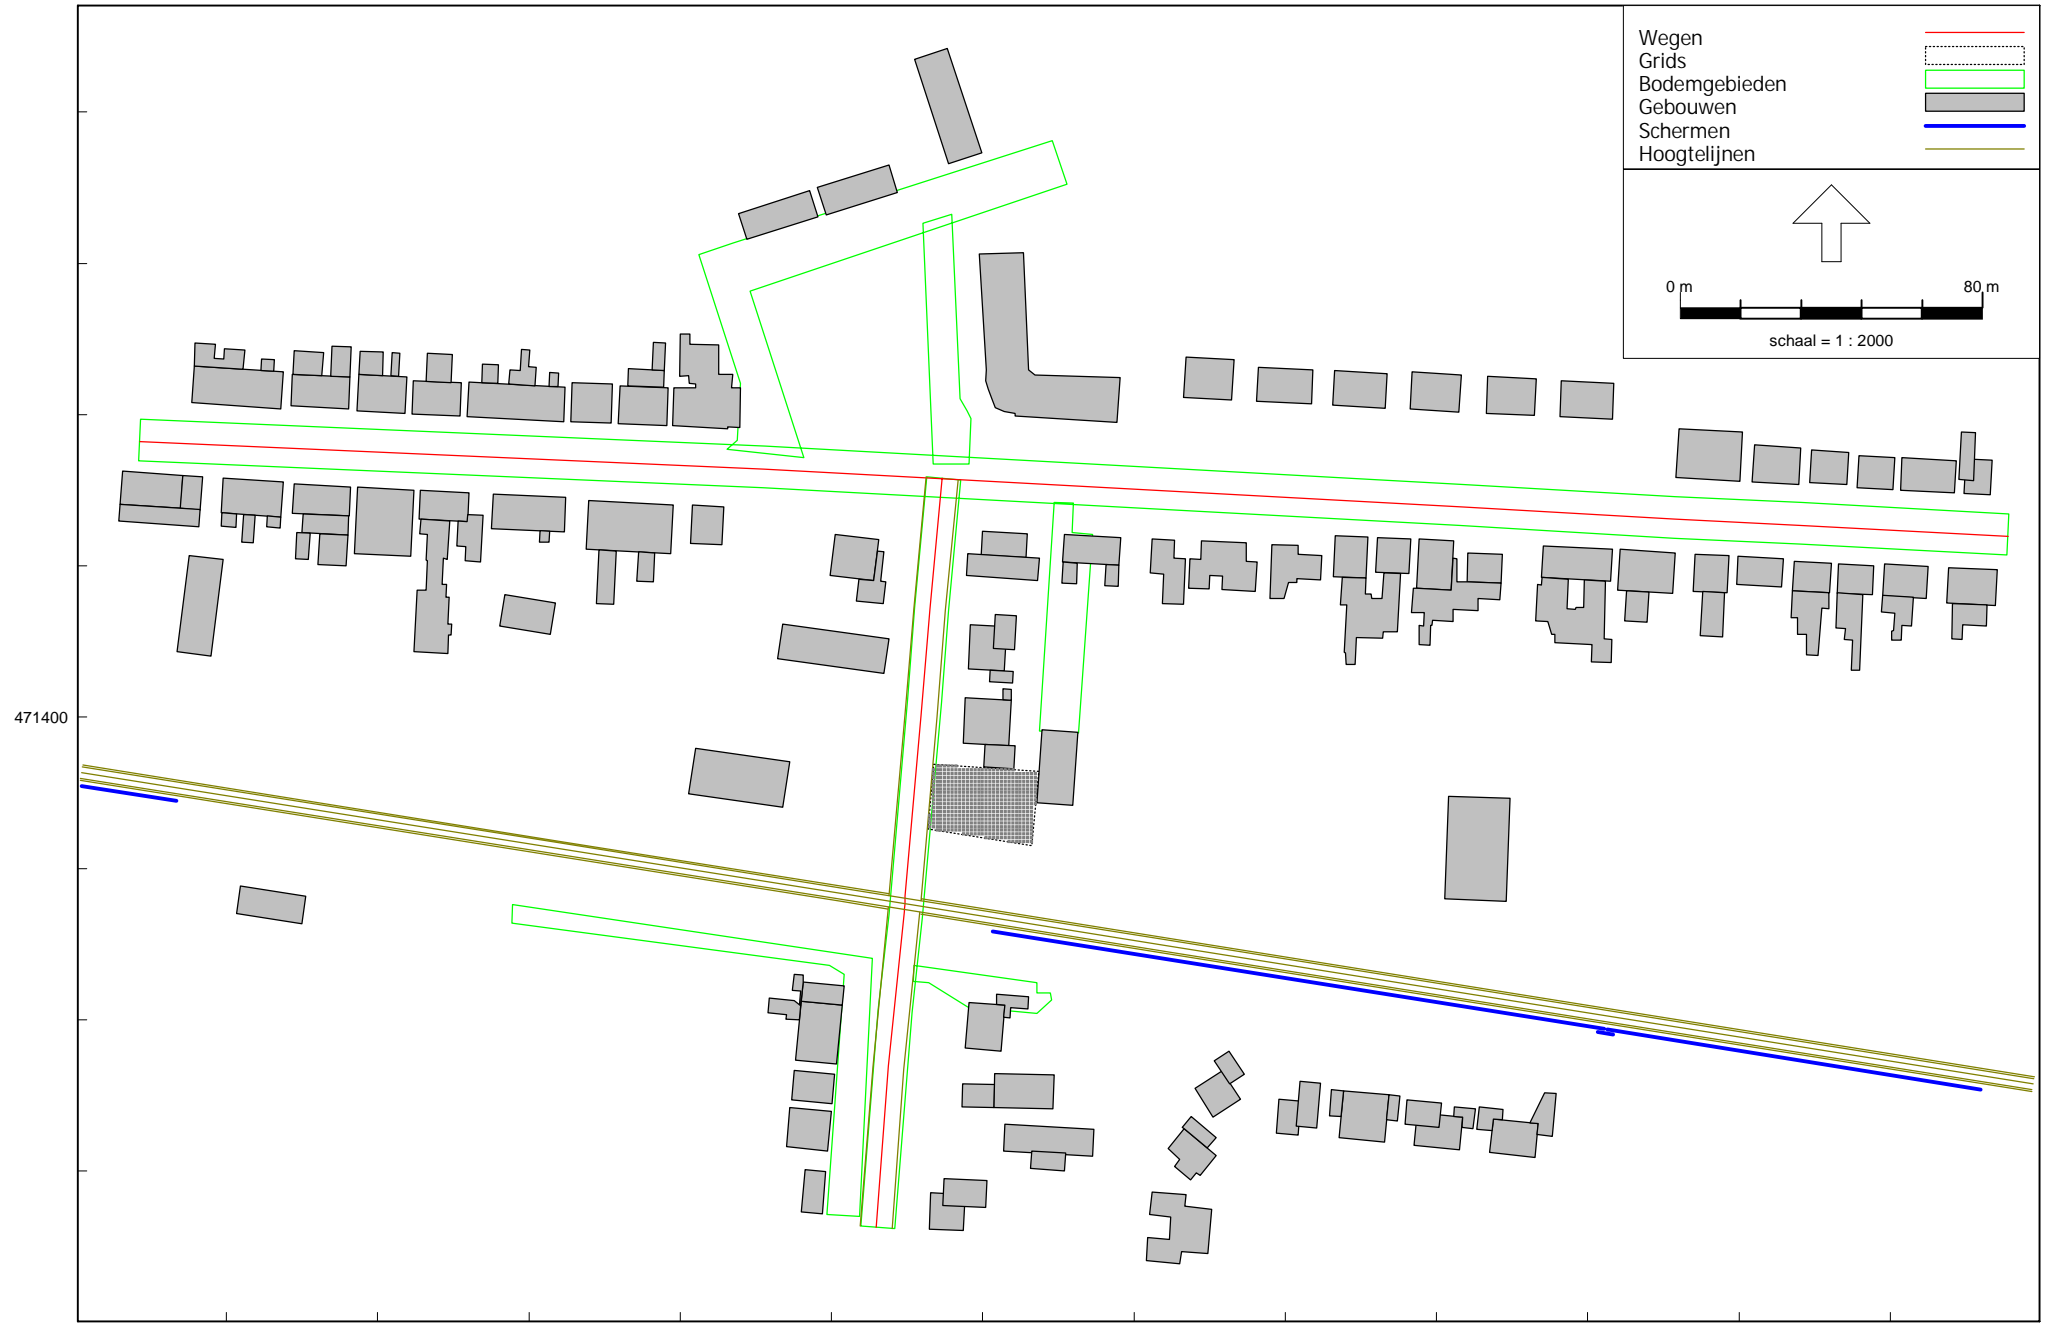 Wegen
Grids
Bodemgebieden
Gebouwen
Schermen
Hoogtelijnen
0 m 80 m
schaal = 1 : 2000
471400